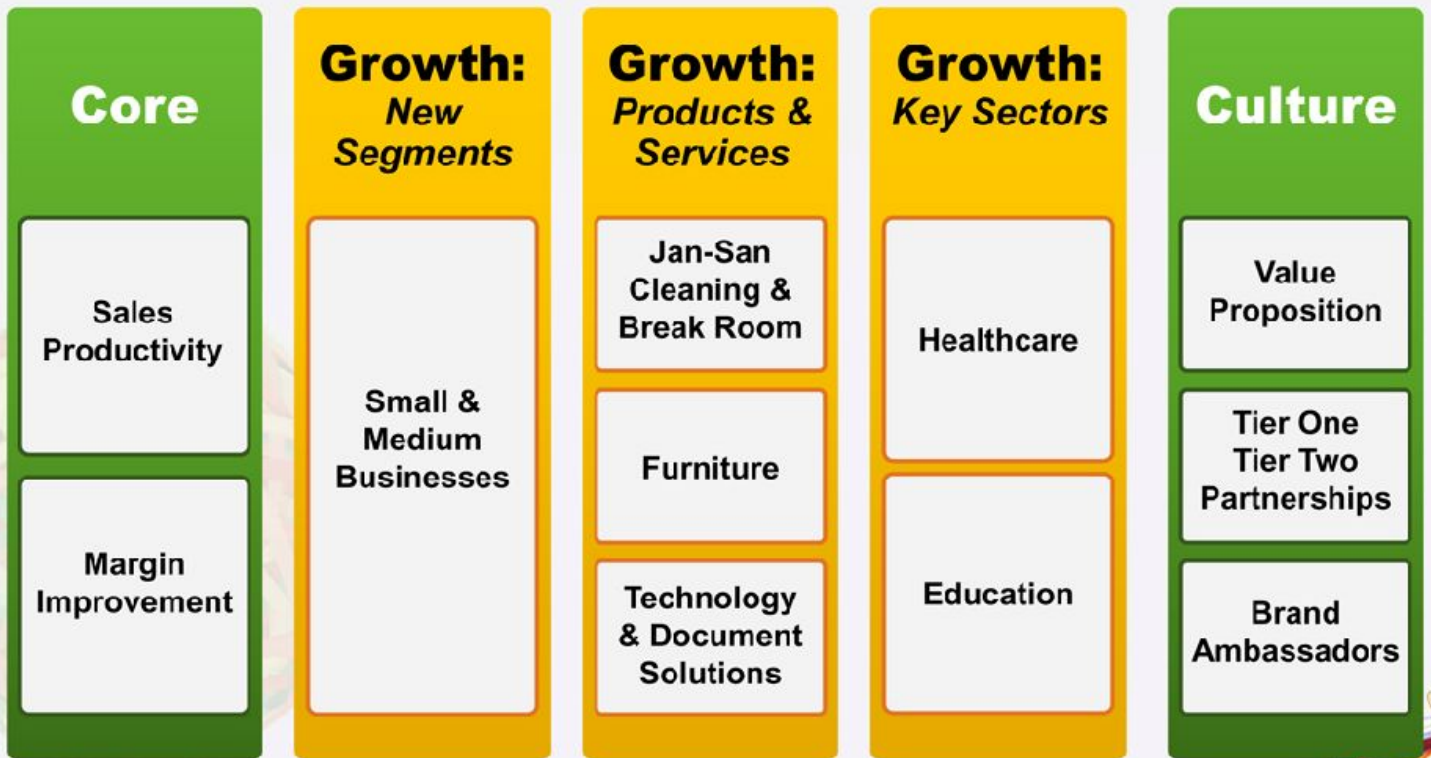 Core
Sales
Productivity
Margin
Improvement
Growth:
New
Segments
Small &
Medium
Businesses
Growth:
Products &
Services
Jan-San
Cleaning &
Break Room
Furniture
Technology
& Document
Solutions
Growth:
Key Sectors
Healthcare
Education
Culture
Value
Proposition
Tier One
Tier Two
Partnerships
Brand
Ambassadors